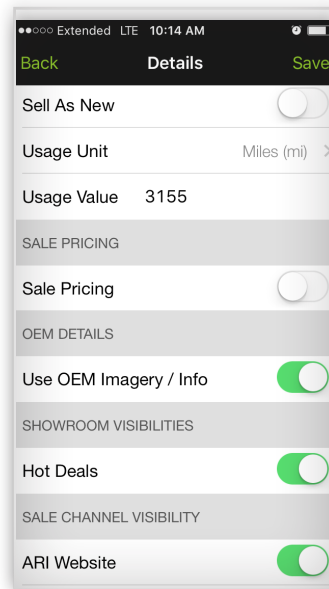 Extended LTE 10:14 AM
Back Details Save
Sell As New
Usage Unit Miles (mi)
Usage Value 3155
SALE PRICING
Sale Pricing
OEM DETAILS
Use OEM Imagery / Info
SHOWROOM VISIBILITIES
Hot Deals
SALE CHANNEL VISIBILITY
ARI Website